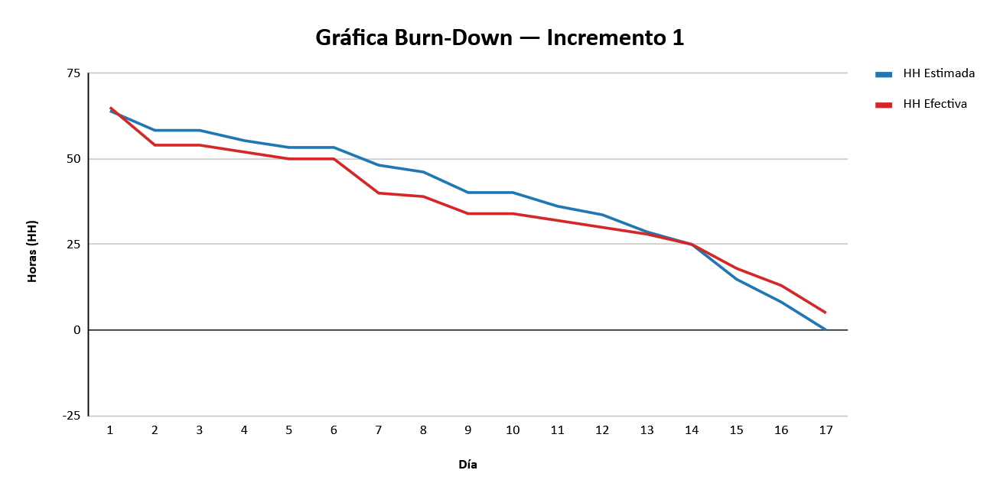 Gráfica Burn-Down — Incremento 1
HH Estimada
HH Efectiva
Horas (HH)
75
50
25
0
-25
1 2 3 4 5 6 7 8 9 10 11 12 13 14 15 16 17
Día